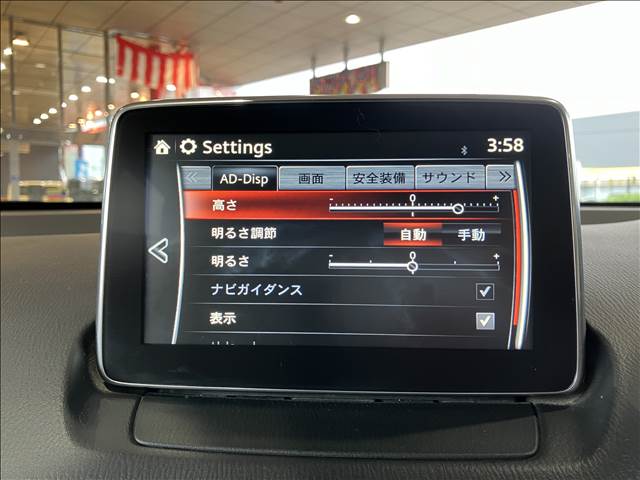 Settings 3:58
AD-Disp 画面 安全装備 サウンド
高さ - 0 +
明るさ調節 自動 手動
明るさ - 0 +
ナビガイダンス
表示